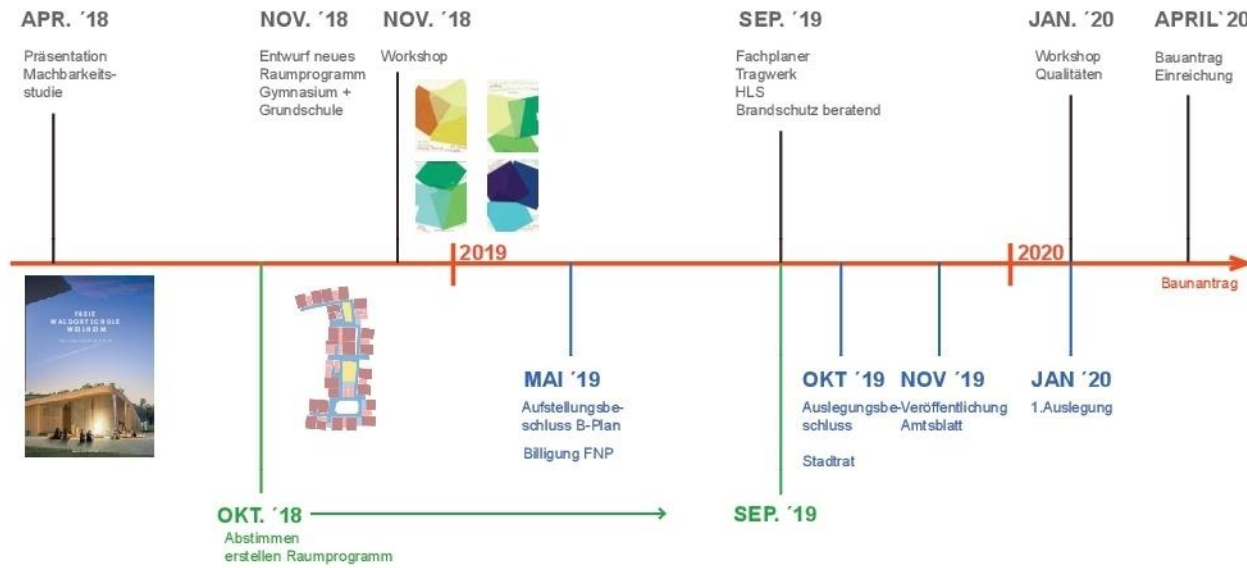 APR. ´18
Präsentation
Machbarkeits-
studie
NOV. ´18
Entwurf neues
Raumprogramm
Gymnasium +
Grundschule
NOV. ´18
Workshop
SEP. ´19
Fachplaner
Tragwerk
HLS
Brandschutz beratend
JAN. ´20
Workshop
Qualitäten
APRIL`20
Bauantrag
Einreichung
2019
2020
Baunantrag
FREIE
WALDORFSCHULE
WEILHEIM
MAI ´19
Aufstellungsbe-
schluss B-Plan
Billigung FNP
OKT ´19
Auslegungsbe-
schluss
Stadtrat
NOV ´19
Veröffentlichung
Amtsblatt
JAN ´20
1.Auslegung
OKT. ´18
Abstimmen
erstellen Raumprogramm
SEP. ´19